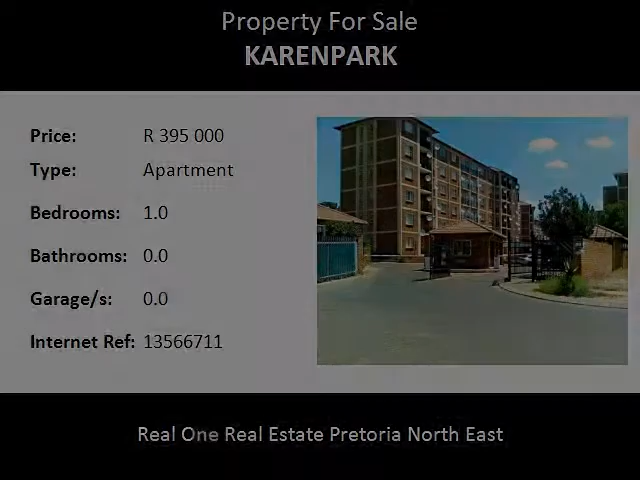 Property For Sale
KARENPARK
Price: R 395 000
Type: Apartment
Bedrooms: 1.0
Bathrooms: 0.0
Garage/s: 0.0
Internet Ref: 13566711
Real One Real Estate Pretoria North East